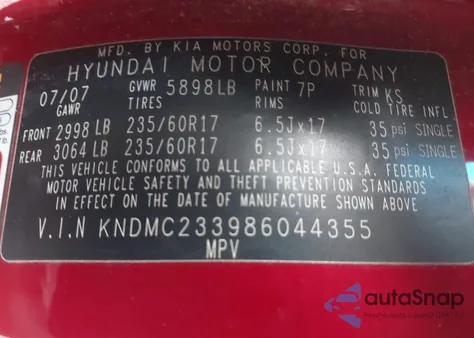 MFD. BY KIA MOTORS CORP. FOR
HYUNDAI MOTOR COMPANY
07/07 GVWR 5898LB PAINT 7P TRIM KS
GAWR TIRES RIMS COLD TIRE INFL
FRONT 2998 LB 235/60R17 6.5J×17 35 psi SINGLE
REAR 3064 LB 235/60R17 6.5J×17 35 psi SINGLE
THIS VEHICLE CONFORMS TO ALL APPLICABLE U.S.A. FEDERAL
MOTOR VEHICLE SAFETY AND THEFT PREVENTION STANDARDS
IN EFFECT ON THE DATE OF MANUFACTURE SHOWN ABOVE
V.I.N KNDMC233986044355
MPV
autaSnap